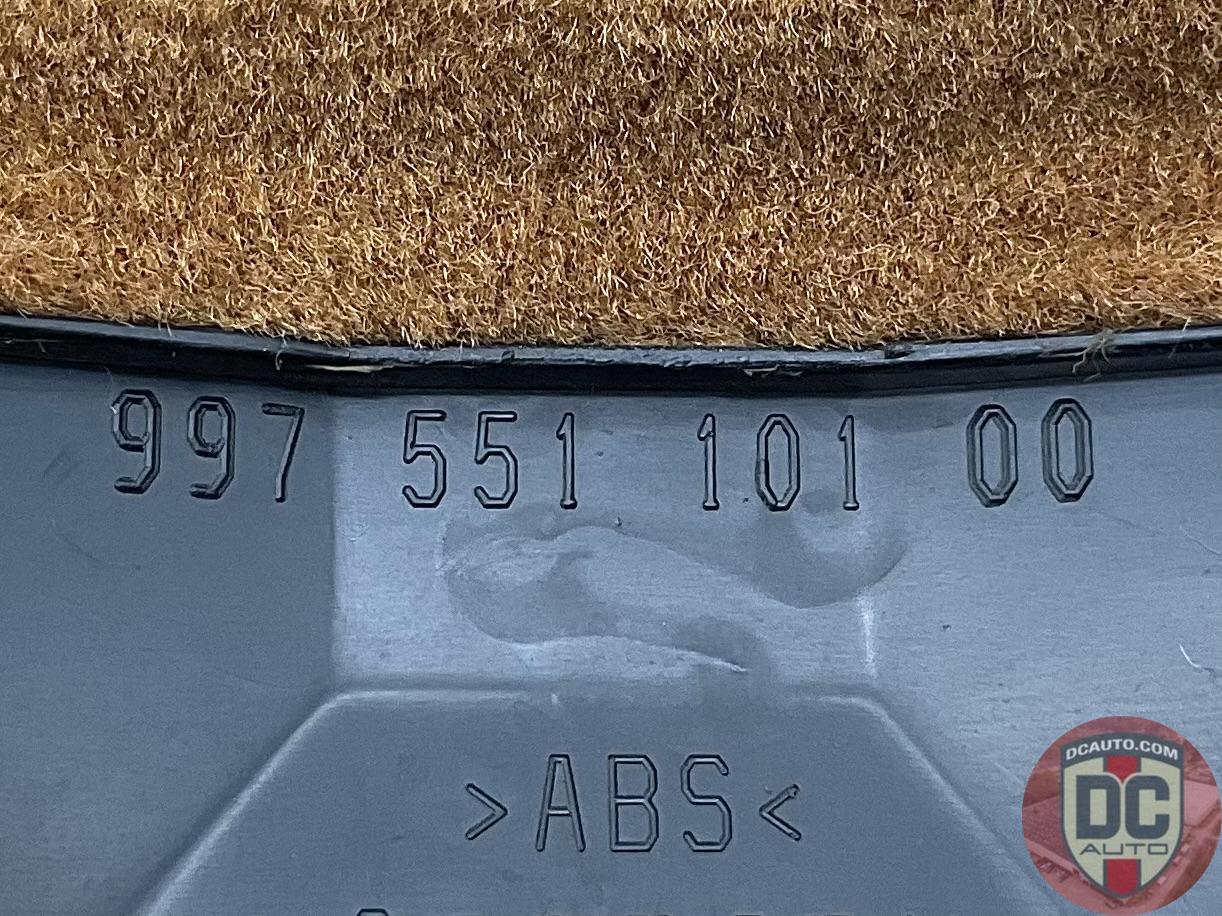 997 551 101 00
>ABS<
DCAUTO.COM
DC
AUTO